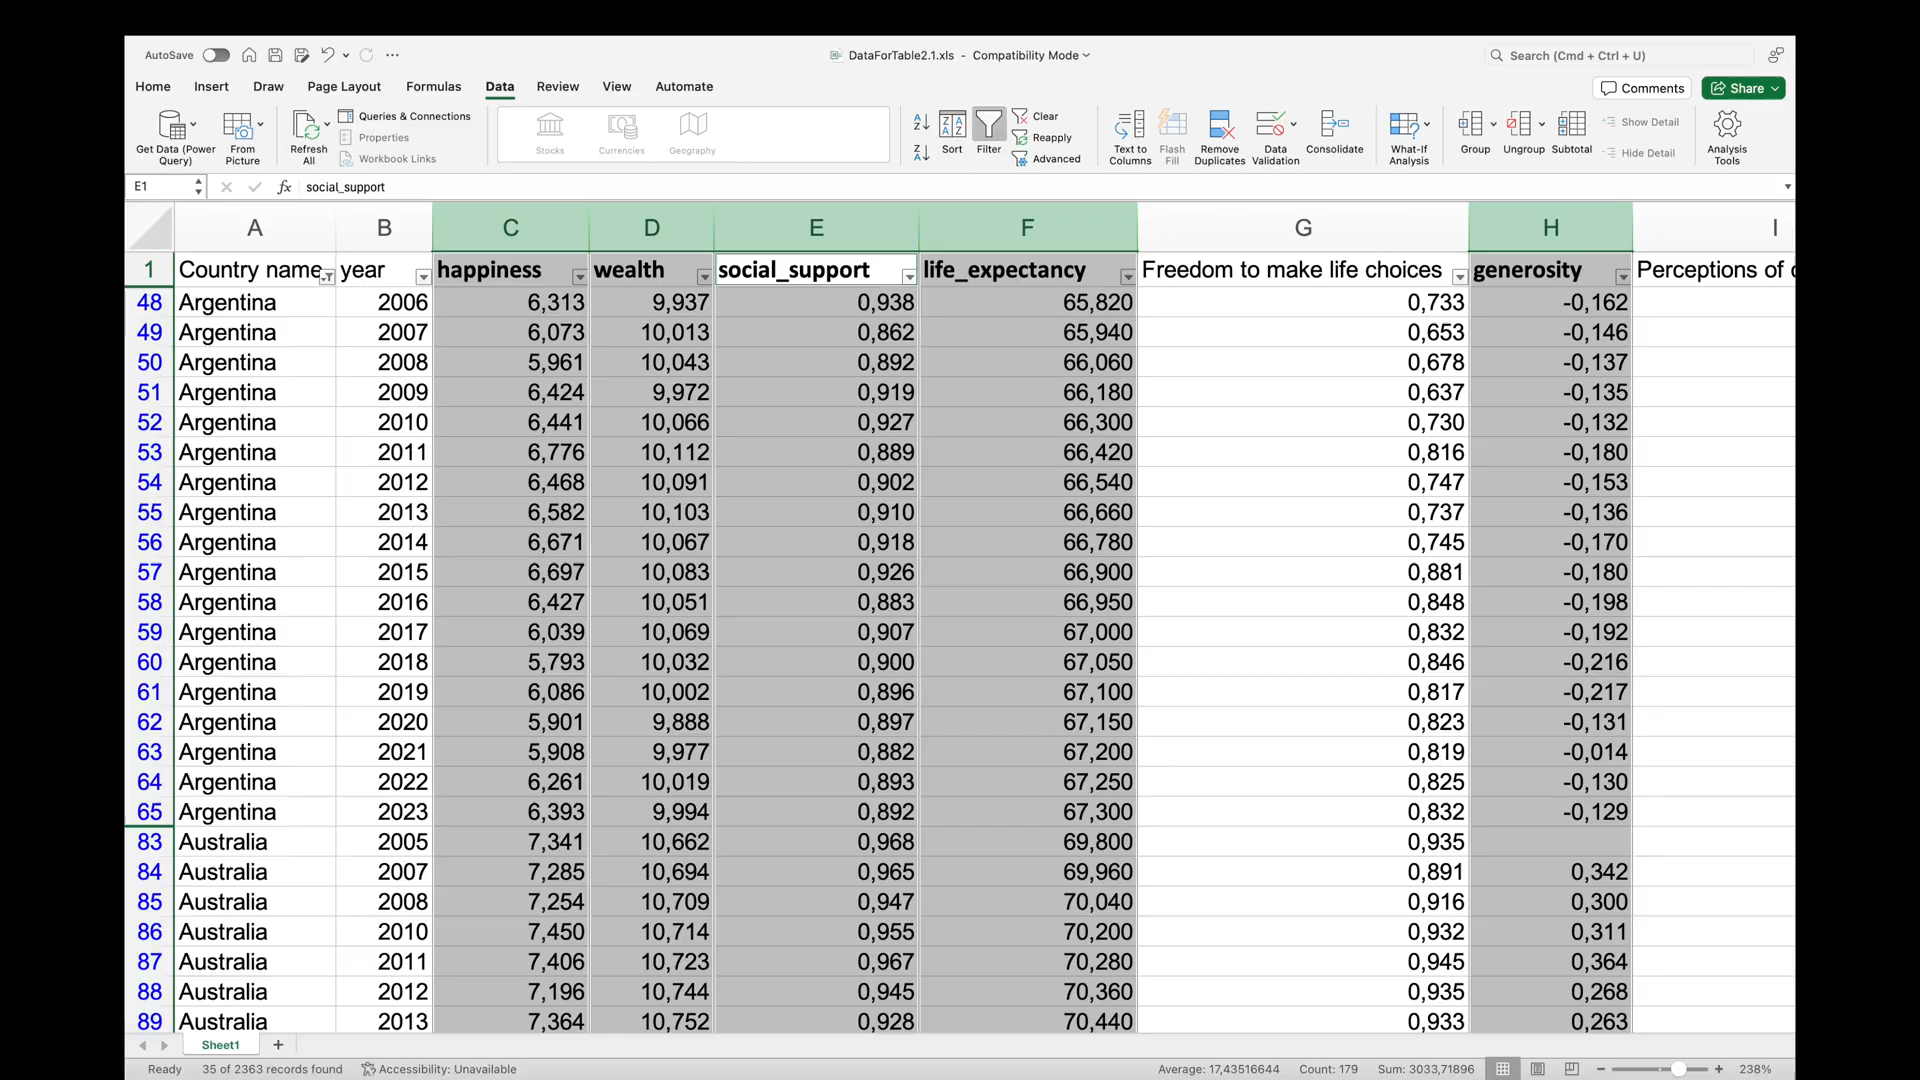 AutoSave DataForTable2.1.xls - Compatibility Mode Search (Cmd + Ctrl + U)
Home Insert Draw Page Layout Formulas Data Review View Automate Comments Share
Get Data (Power Query) From Picture Refresh All Queries & Connections Properties Workbook Links Stocks Currencies Geography Sort Filter Clear Reapply Advanced Text to Columns Flash Fill Remove Duplicates Data Validation Consolidate What-If Analysis Group Ungroup Subtotal Show Detail Hide Detail Analysis Tools
E1 fx social_support
A B C D E F G H I
1 Country name year happiness wealth social_support life_expectancy Freedom to make life choices generosity Perceptions of
48 Argentina 2006 6,313 9,937 0,938 65,820 0,733 -0,162
49 Argentina 2007 6,073 10,013 0,862 65,940 0,653 -0,146
50 Argentina 2008 5,961 10,043 0,892 66,060 0,678 -0,137
51 Argentina 2009 6,424 9,972 0,919 66,180 0,637 -0,135
52 Argentina 2010 6,441 10,066 0,927 66,300 0,730 -0,132
53 Argentina 2011 6,776 10,112 0,889 66,420 0,816 -0,180
54 Argentina 2012 6,468 10,091 0,902 66,540 0,747 -0,153
55 Argentina 2013 6,582 10,103 0,910 66,660 0,737 -0,136
56 Argentina 2014 6,671 10,067 0,918 66,780 0,745 -0,170
57 Argentina 2015 6,697 10,083 0,926 66,900 0,881 -0,180
58 Argentina 2016 6,427 10,051 0,883 66,950 0,848 -0,198
59 Argentina 2017 6,039 10,069 0,907 67,000 0,832 -0,192
60 Argentina 2018 5,793 10,032 0,900 67,050 0,846 -0,216
61 Argentina 2019 6,086 10,002 0,896 67,100 0,817 -0,217
62 Argentina 2020 5,901 9,888 0,897 67,150 0,823 -0,131
63 Argentina 2021 5,908 9,977 0,882 67,200 0,819 -0,014
64 Argentina 2022 6,261 10,019 0,893 67,250 0,825 -0,130
65 Argentina 2023 6,393 9,994 0,892 67,300 0,832 -0,129
83 Australia 2005 7,341 10,662 0,968 69,800 0,935
84 Australia 2007 7,285 10,694 0,965 69,960 0,891 0,342
85 Australia 2008 7,254 10,709 0,947 70,040 0,916 0,300
86 Australia 2010 7,450 10,714 0,955 70,200 0,932 0,311
87 Australia 2011 7,406 10,723 0,967 70,280 0,945 0,364
88 Australia 2012 7,196 10,744 0,945 70,360 0,935 0,268
89 Australia 2013 7,364 10,752 0,928 70,440 0,933 0,263
Sheet1 +
Ready 35 of 2363 records found Accessibility: Unavailable Average: 17,43516644 Count: 179 Sum: 3033,71896 238%